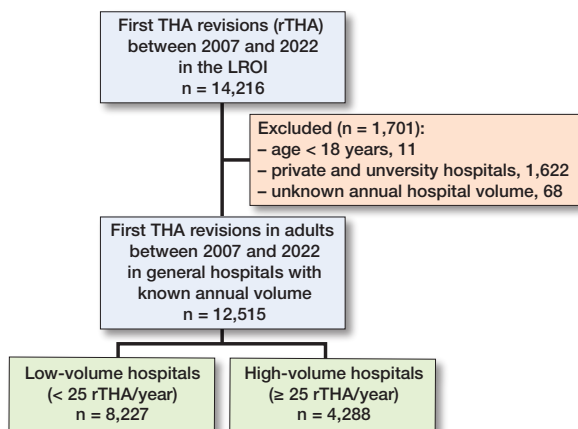 First THA revisions (rTHA)
between 2007 and 2022
in the LROI
n = 14,216
Excluded (n = 1,701):
– age < 18 years, 11
– private and unversity hospitals, 1,622
– unknown annual hospital volume, 68
First THA revisions in adults
between 2007 and 2022
in general hospitals with
known annual volume
n = 12,515
Low-volume hospitals
(< 25 rTHA/year)
n = 8,227
High-volume hospitals
(≥ 25 rTHA/year)
n = 4,288